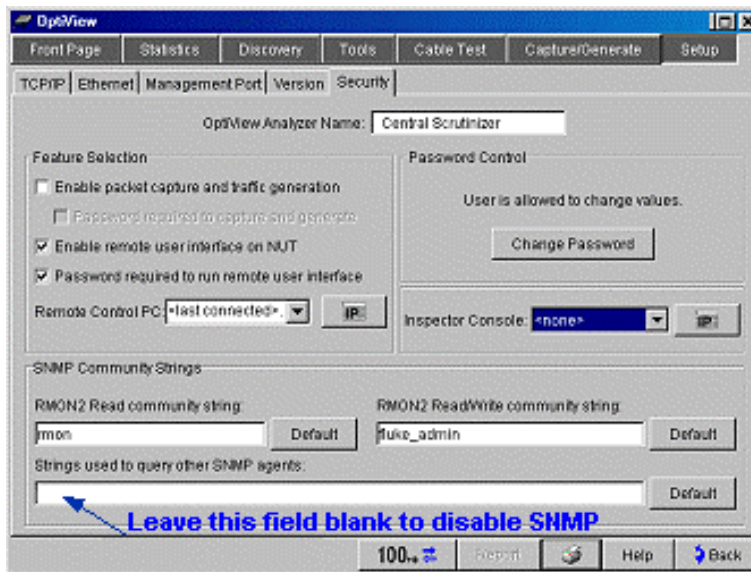 OptiView
Front Page Statistics Discovery Tools Cable Test Capture/Generate Setup
TCP/IP Ethernet Management Port Version Security
OptiView Analyzer Name: Central Scrutinizer
Feature Selection
Enable packet capture and traffic generation
Password required to capture and generate
Enable remote user interface on NUT
Password required to run remote user interface
Remote Control PC: <last connected>. IP
Password Control
User is allowed to change values.
Change Password
Inspector Console: <none> IP
SNMP Community Strings
RMON2 Read community string: RMON2 Read/Write community string:
rmon Default fluke_admin Default
Strings used to query other SNMP agents:
Default
Leave this field blank to disable SNMP
100 Report Help Back